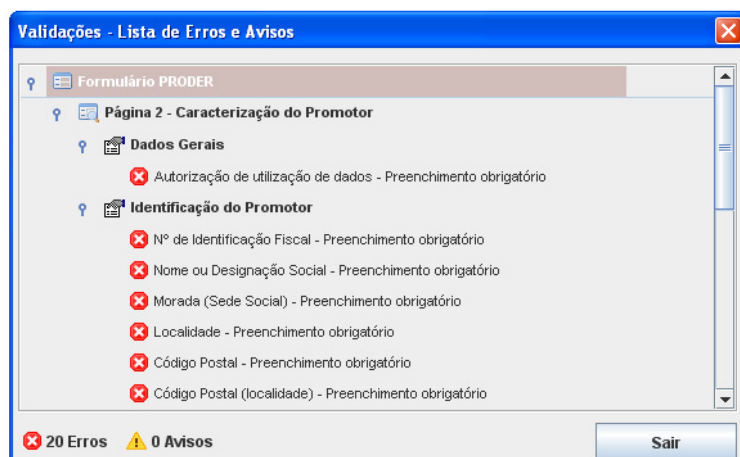 Validações - Lista de Erros e Avisos
Formulário PRODER
Página 2 - Caracterização do Promotor
Dados Gerais
Autorização de utilização de dados - Preenchimento obrigatório
Identificação do Promotor
Nº de Identificação Fiscal - Preenchimento obrigatório
Nome ou Designação Social - Preenchimento obrigatório
Morada (Sede Social) - Preenchimento obrigatório
Localidade - Preenchimento obrigatório
Código Postal - Preenchimento obrigatório
Código Postal (localidade) - Preenchimento obrigatório
20 Erros 0 Avisos Sair